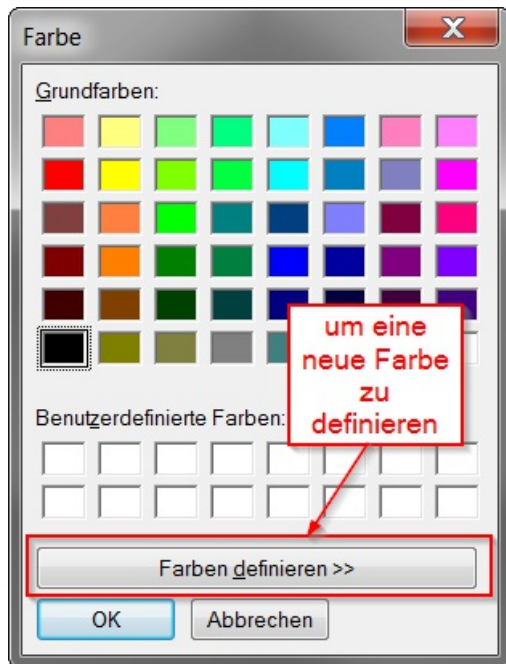 Farbe
Grundfarben:
um eine
neue Farbe
zu
definieren
Benutzerdefinierte Farben:
Farben definieren >>
OK
Abbrechen